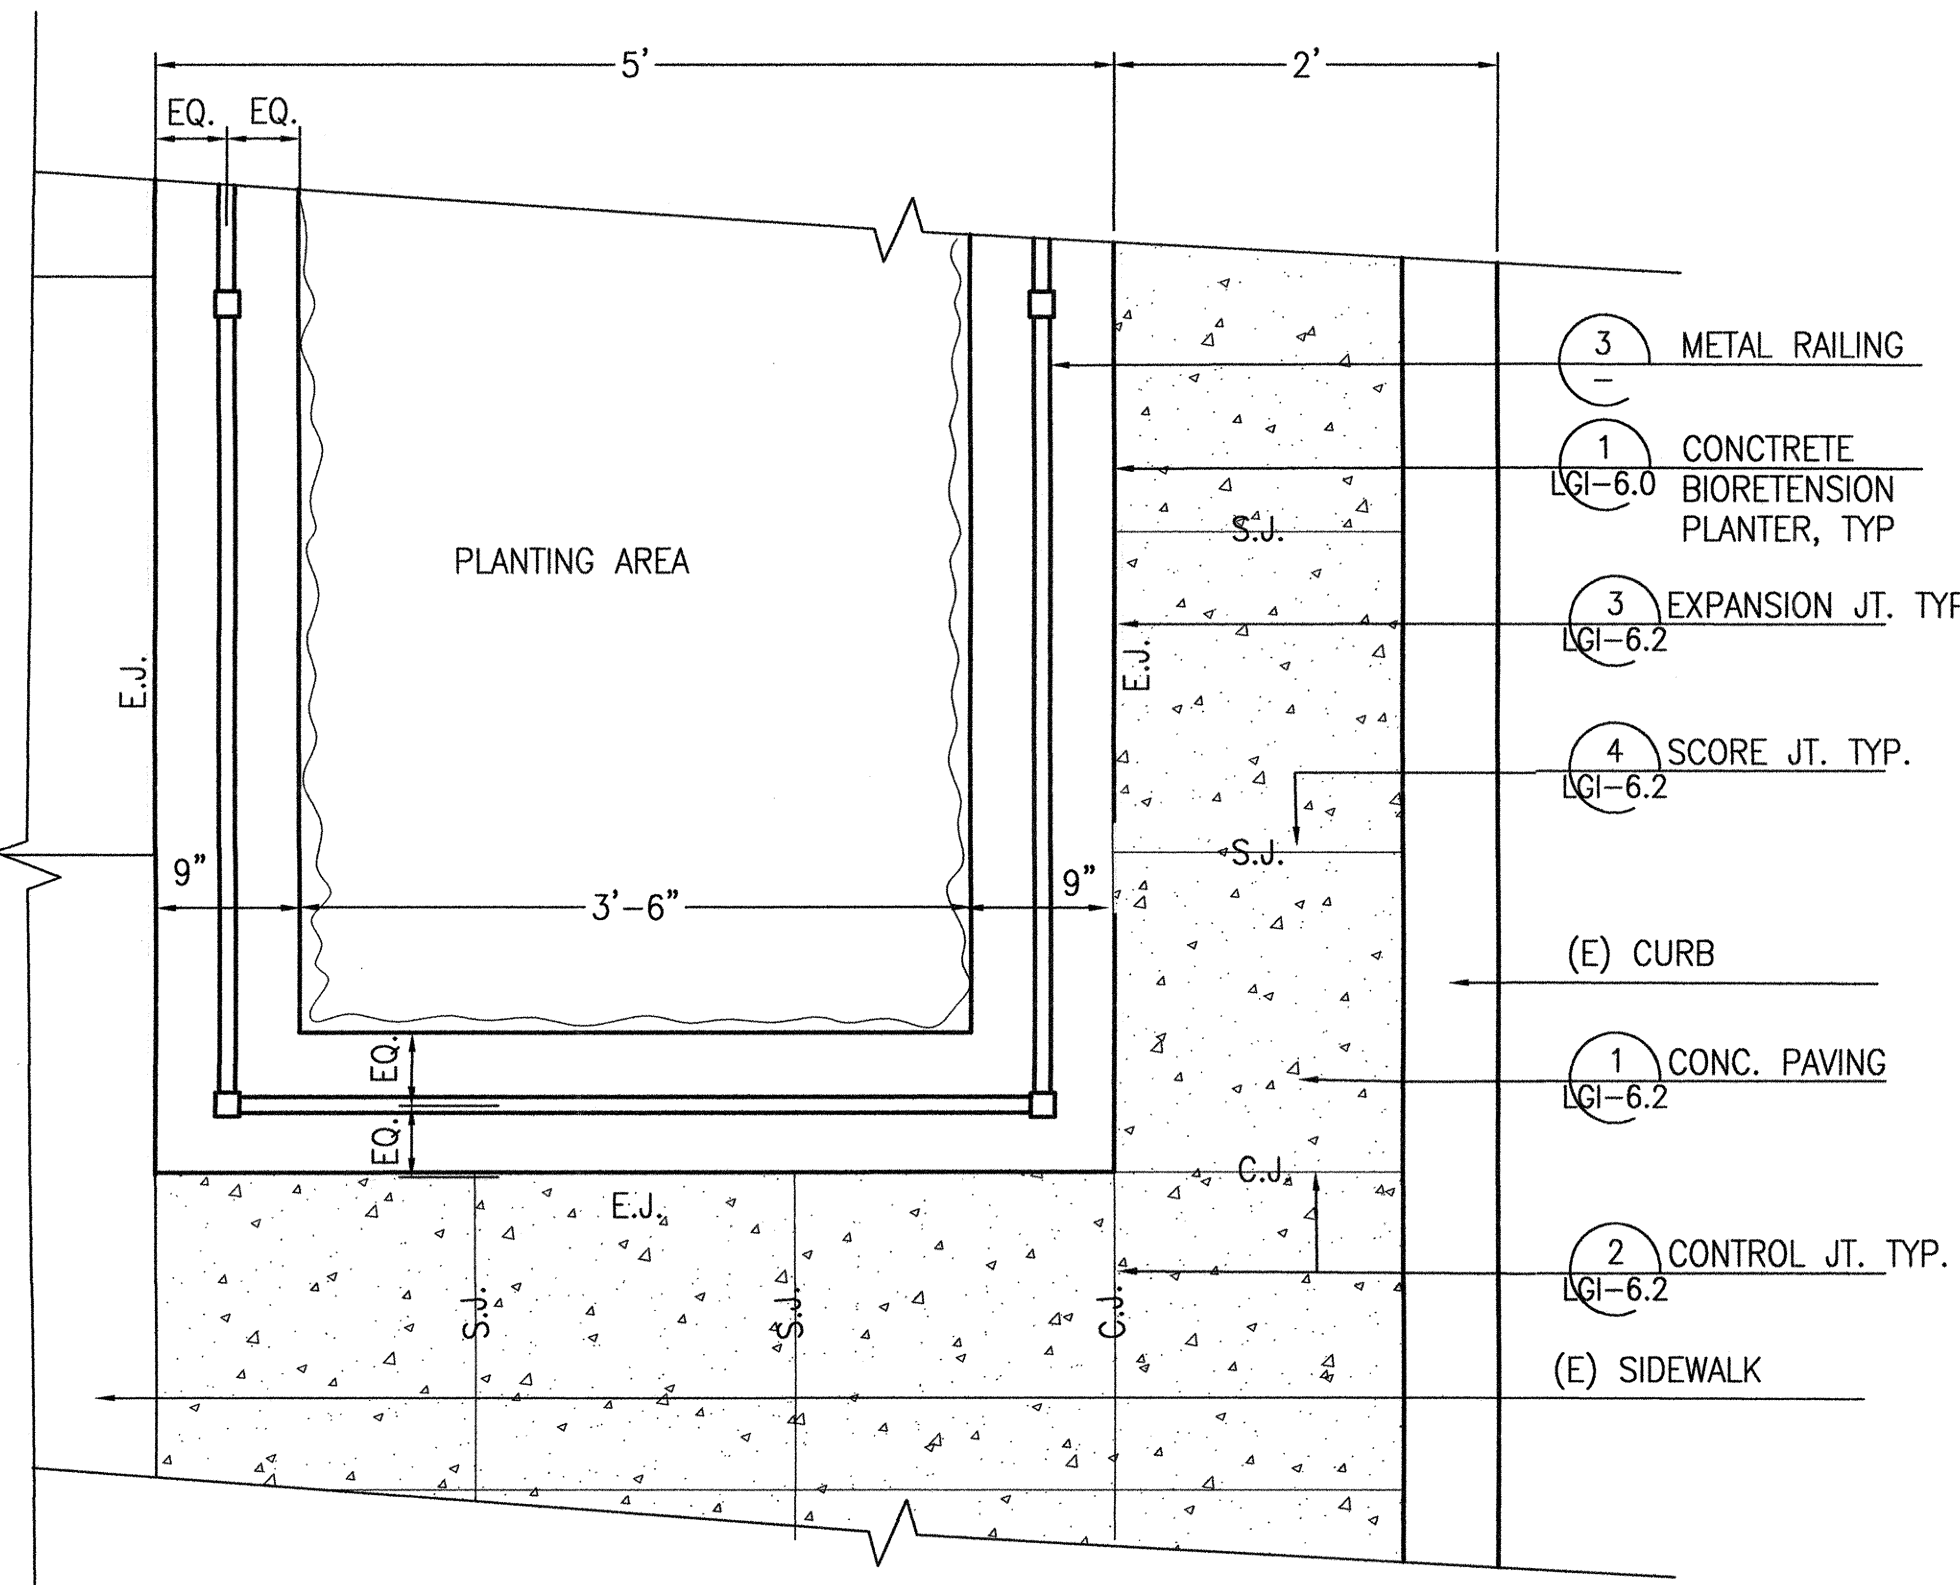 5'
2'
EQ.
EQ.
3
METAL RAILING
–
1
CONCTRETE
LGI-6.0
BIORETENSION
PLANTER, TYP
S.J.
PLANTING AREA
3
EXPANSION JT. TYP
LGI-6.2
E.J.
E.J.
4
SCORE JT. TYP.
LGI-6.2
S.J.
9"
3'-6"
9"
(E) CURB
EQ.
1
CONC. PAVING
LGI-6.2
EQ.
C.J.
E.J.
2
CONTROL JT. TYP.
LGI-6.2
S.J.
S.J.
C.J.
(E) SIDEWALK